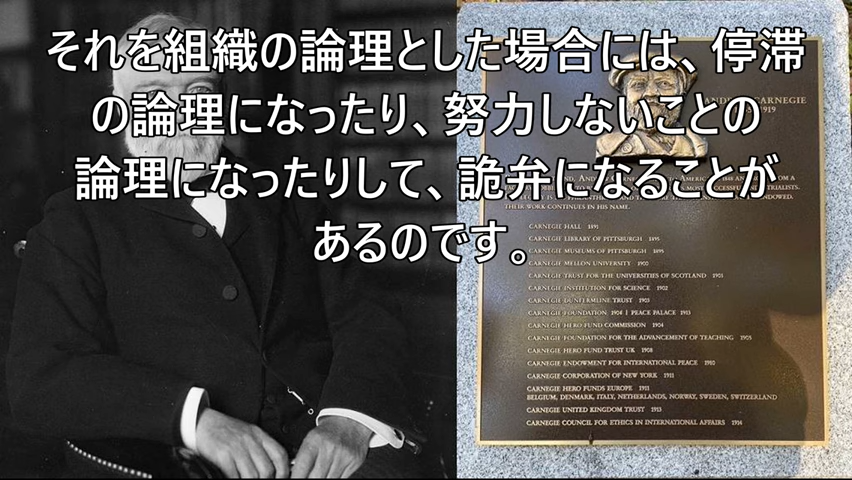 それを組織の論理とした場合には、停滞
の論理になったり、努力しないことの
論理になったりして、詭弁になることが
あるのです。
CARNEGIE
1919
THEIR WORK CONTINUES IN HIS NAME.
CARNEGIE HALL 1891
CARNEGIE LIBRARY OF PITTSBURGH 1895
CARNEGIE MUSEUMS OF PITTSBURGH 1895
CARNEGIE MELLON UNIVERSITY 1900
CARNEGIE TRUST FOR THE UNIVERSITIES OF SCOTLAND 1901
CARNEGIE INSTITUTION FOR SCIENCE 1902
CARNEGIE DUNFERMLINE TRUST 1903
CARNEGIE FOUNDATION 1904 | PEACE PALACE 1913
CARNEGIE HERO FUND COMMISSION 1904
CARNEGIE FOUNDATION FOR THE ADVANCEMENT OF TEACHING 1905
CARNEGIE HERO FUND TRUST UK 1908
CARNEGIE ENDOWMENT FOR INTERNATIONAL PEACE 1910
CARNEGIE CORPORATION OF NEW YORK 1911
CARNEGIE HERO FUNDS EUROPE 1911
BELGIUM, DENMARK, ITALY, NETHERLANDS, NORWAY, SWEDEN, SWITZERLAND
CARNEGIE UNITED KINGDOM TRUST 1913
CARNEGIE COUNCIL FOR ETHICS IN INTERNATIONAL AFFAIRS 1914